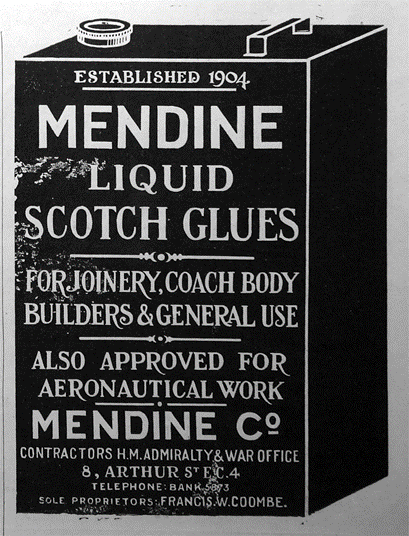 ESTABLISHED 1904.
MENDINE
LIQUID
SCOTCH GLUES
FOR JOINERY, COACH BODY
BUILDERS & GENERAL USE
ALSO APPROVED FOR
AERONAUTICAL WORK
MENDINE Cº
CONTRACTORS H.M. ADMIRALTY & WAR OFFICE
8, ARTHUR ST E.C.4
TELEPHONE: BANK 5873
SOLE PROPRIETORS: FRANCIS.W.COOMBE.